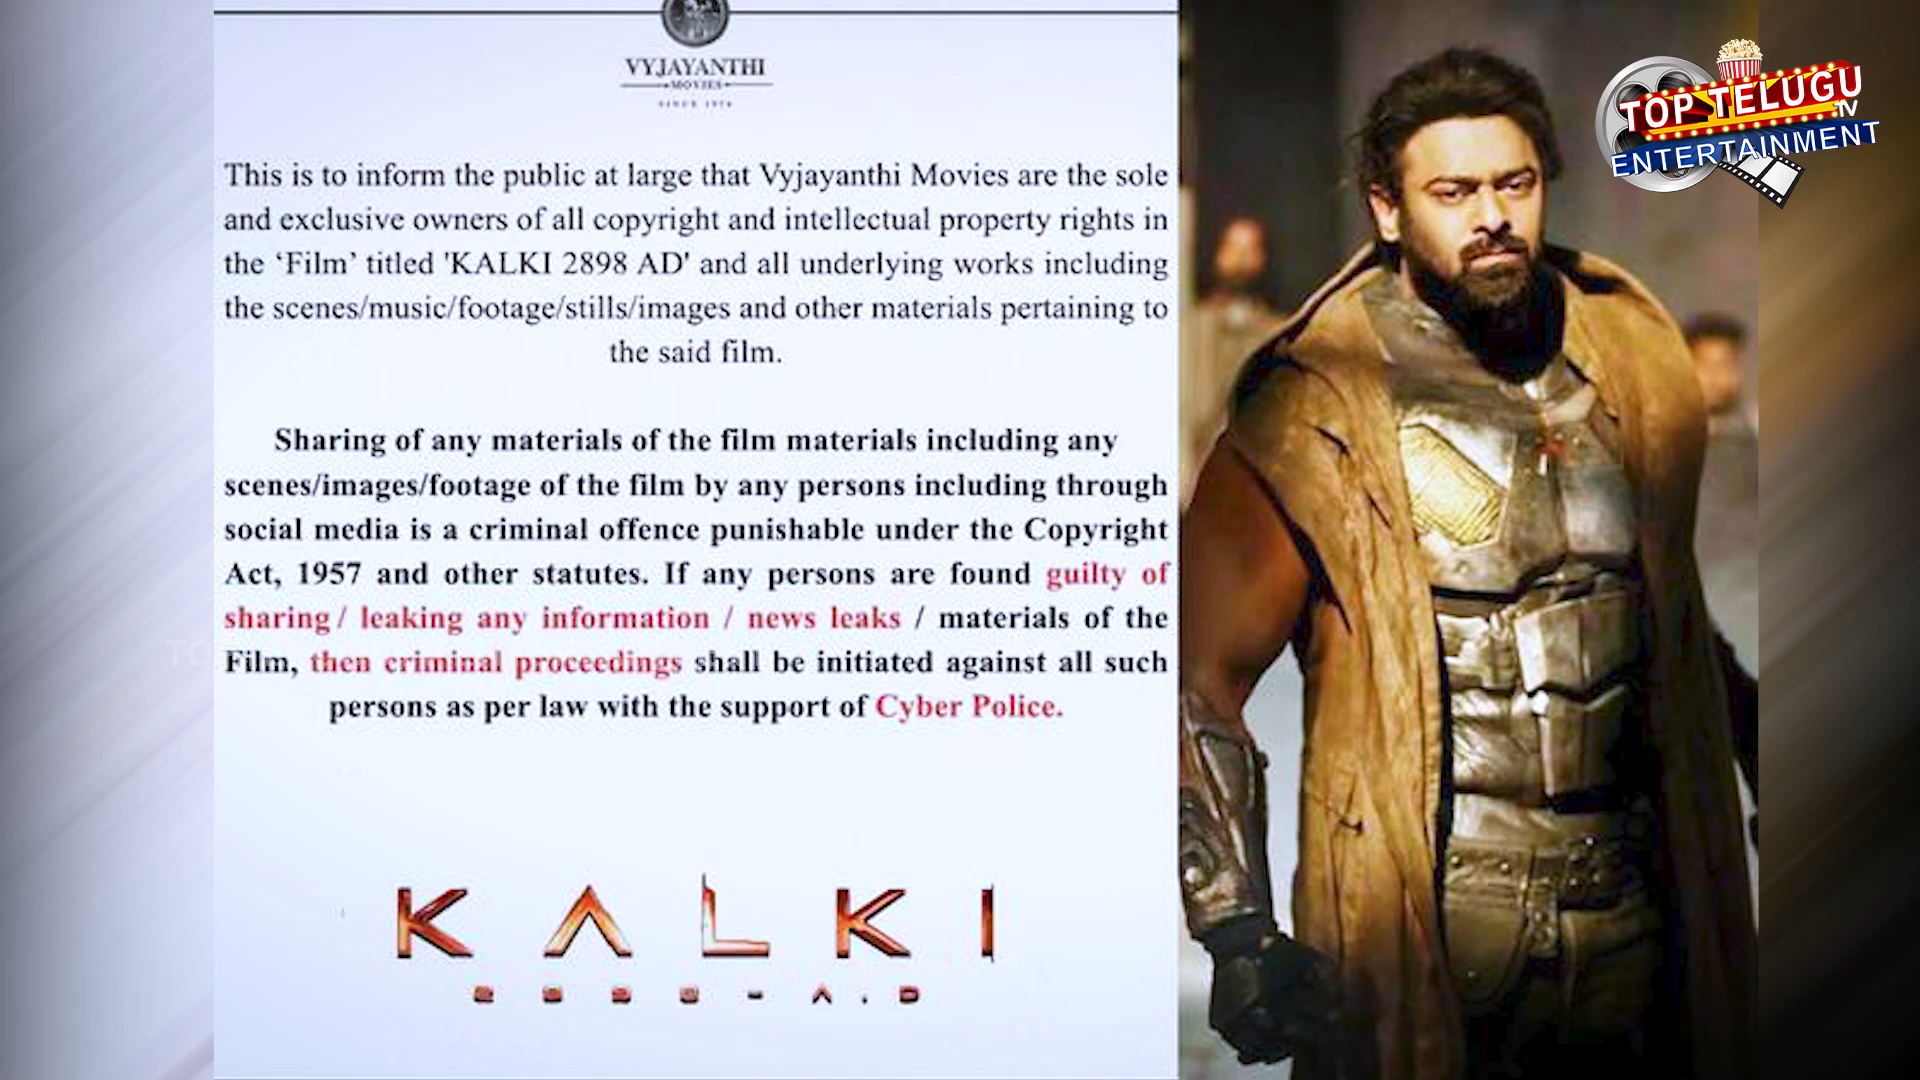 VYJAYANTHI
MOVIES
SINCE 1974
This is to inform the public at large that Vyjayanthi Movies are the sole
and exclusive owners of all copyright and intellectual property rights in
the ‘Film’ titled 'KALKI 2898 AD' and all underlying works including
the scenes/music/footage/stills/images and other materials pertaining to
the said film.
Sharing of any materials of the film materials including any
scenes/images/footage of the film by any persons including through
social media is a criminal offence punishable under the Copyright
Act, 1957 and other statutes. If any persons are found guilty of
sharing/ leaking any information / news leaks / materials of the
Film, then criminal proceedings shall be initiated against all such
persons as per law with the support of Cyber Police.
KALKI
2898-A.D
TOP TELUGU
TV
ENTERTAINMENT